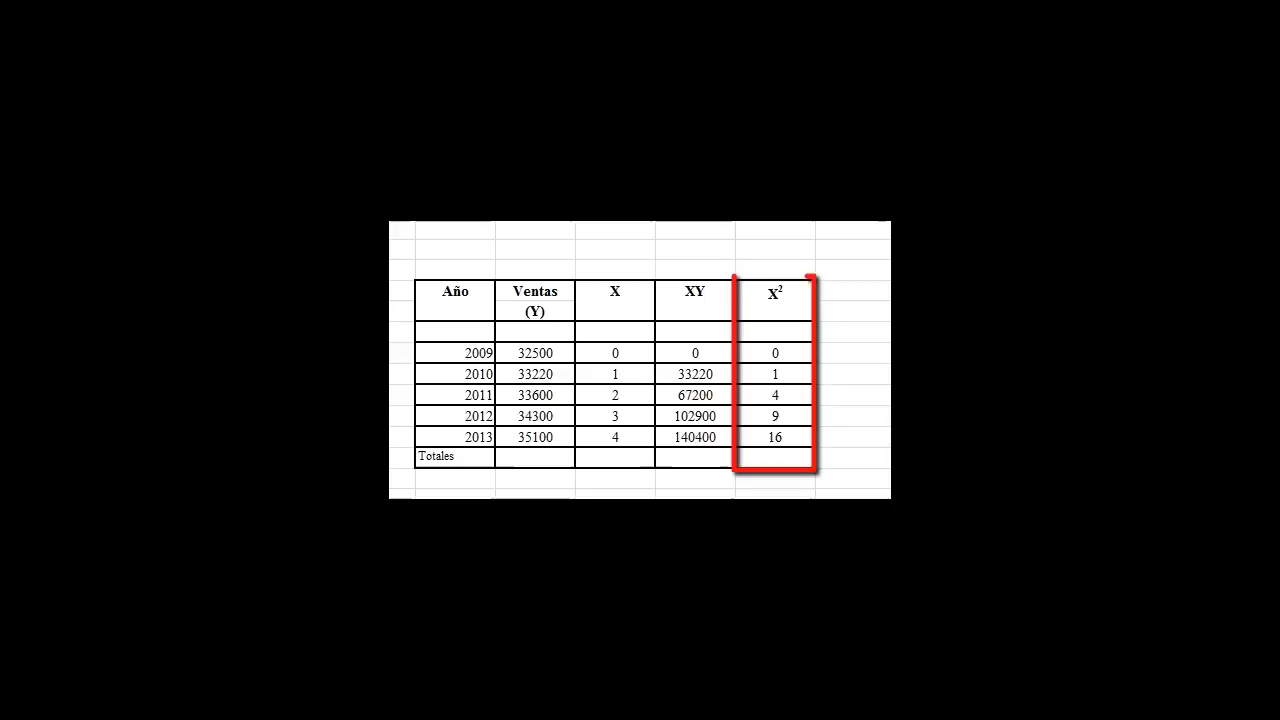 Año Ventas (Y) X XY X²
2009 32500 0 0 0
2010 33220 1 33220 1
2011 33600 2 67200 4
2012 34300 3 102900 9
2013 35100 4 140400 16
Totales